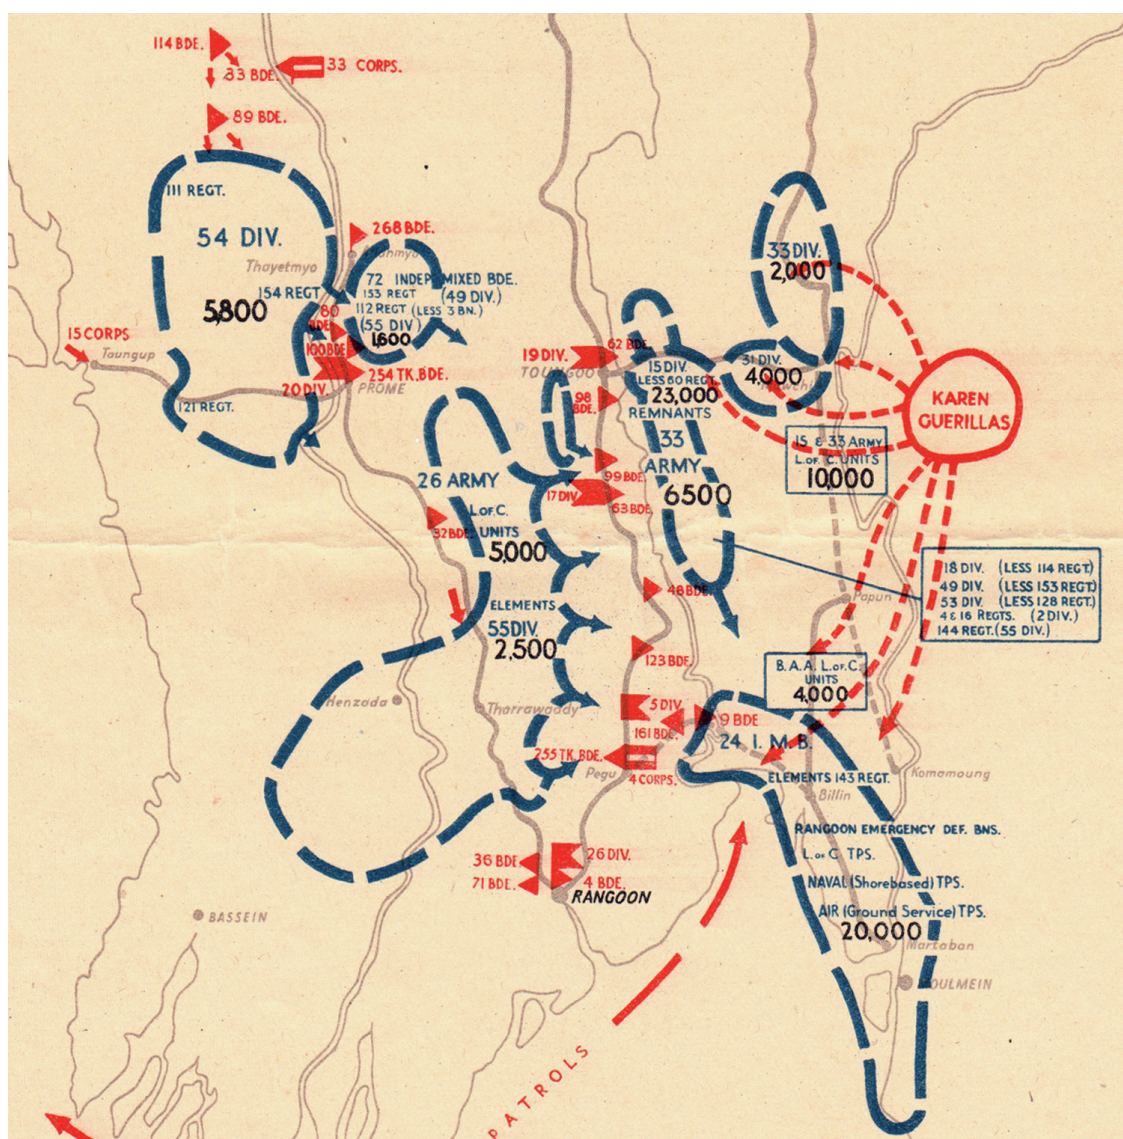 114 BDE.
33 BDE.
33 CORPS.
89 BDE.
111 REGT.
54 DIV.
268 BDE.
Thayetmyo
154 REGT
5,800
72 INDEP. MIXED BDE.
153 REGT (49 DIV.)
112 REGT (LESS 3 BN.)
(55 DIV)
1,600
80
BDE.
100 BDE
15 CORPS
Toungup
20 DIV.
254 TK. BDE.
PROME
121 REGT.
33 DIV.
2,000
19 DIV.
62 BDE.
TOUNGOO
15 DIV.
LESS 60 REGT.
23,000
REMNANTS
33
ARMY
6500
31 DIV.
4,000
Mawchi
KAREN
GUERILLAS
98
BDE.
15 & 33 ARMY
L. OF C. UNITS
10,000
26 ARMY
L. OF C.
UNITS
5,000
99 BDE.
17 DIV
63 BDE.
32 BDE.
18 DIV. (LESS 114 REGT.)
49 DIV. (LESS 153 REGT.)
53 DIV. (LESS 128 REGT.)
4 & 16 REGTS. (2 DIV.)
144 REGT. (55 DIV.)
48 BDE.
Papun
ELEMENTS
55 DIV.
2,500
123 BDE.
B.A.A. L. OF C.
UNITS
4,000
Henzada
Tharrawaddy
5 DIV
9 BDE
161 BDE.
24 I. M. B.
255 TK. BDE.
Pegu
4 CORPS.
ELEMENTS 143 REGT.
Kamamoung
Billin
RANGOON EMERGENCY DEF. BNS.
L. OF C. TPS.
NAVAL (Shorebased) TPS.
AIR (Ground Service) TPS.
20,000
36 BDE
26 DIV.
71 BDE.
4 BDE.
RANGOON
BASSEIN
Martaban
MOULMEIN
PATROLS